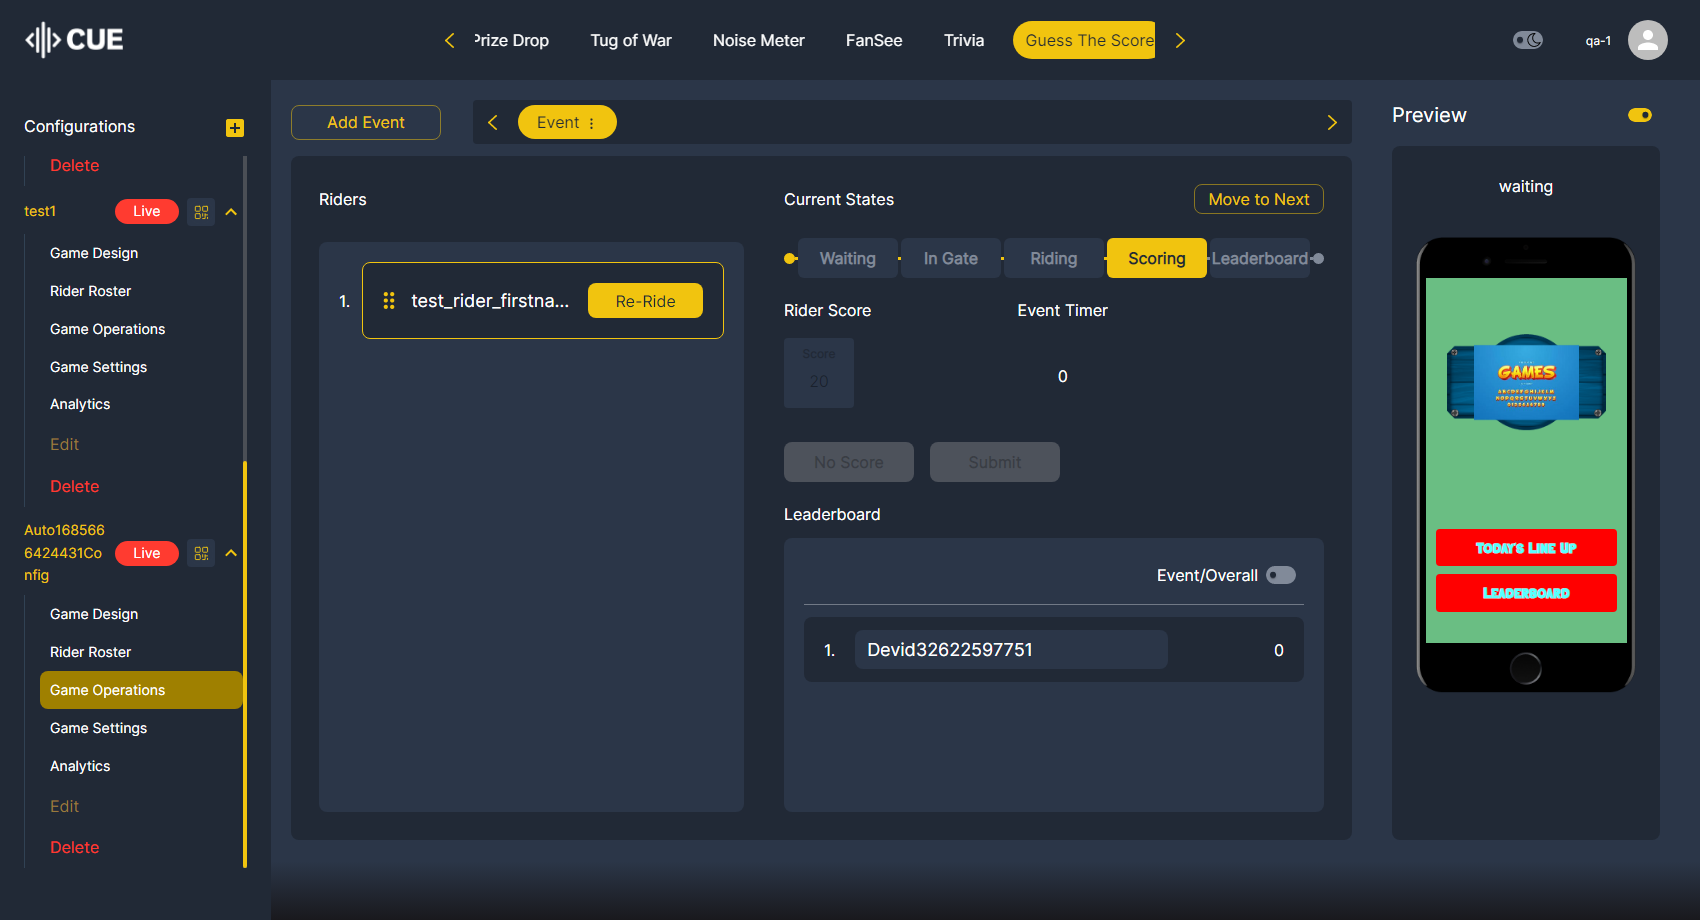 CUE
Prize Drop
Tug of War
Noise Meter
FanSee
Trivia
Guess The Score
qa-1
Configurations
Delete
test1
Live
Game Design
Rider Roster
Game Operations
Game Settings
Analytics
Edit
Delete
Auto168566
6424431Co
nfig
Live
Game Design
Rider Roster
Game Operations
Game Settings
Analytics
Edit
Delete
Add Event
Event
Riders
1.
test_rider_firstna...
Re-Ride
Current States
Move to Next
Waiting
In Gate
Riding
Scoring
Leaderboard
Rider Score
Event Timer
Score
20
0
No Score
Submit
Leaderboard
Event/Overall
1.
Devid32622597751
0
Preview
waiting
GAMES
Today's Line Up
Leaderboard